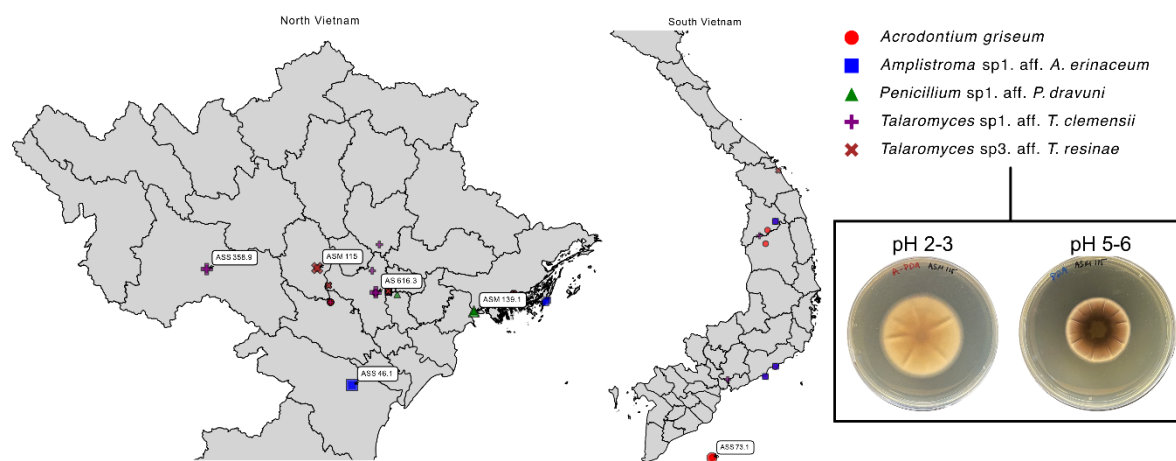 North Vietnam
South Vietnam
Acrodontium griseum
Amplistroma sp1. aff. A. erinaceum
Penicillium sp1. aff. P. dravuni
Talaromyces sp1. aff. T. clemensii
Talaromyces sp3. aff. T. resinae
ASS 358.9
ASM 115
AS 616.3
ASM 139.1
ASS 46.1
ASS 73.1
pH 2-3
pH 5-6
A-PDA ASM 115
PDA ASM 115